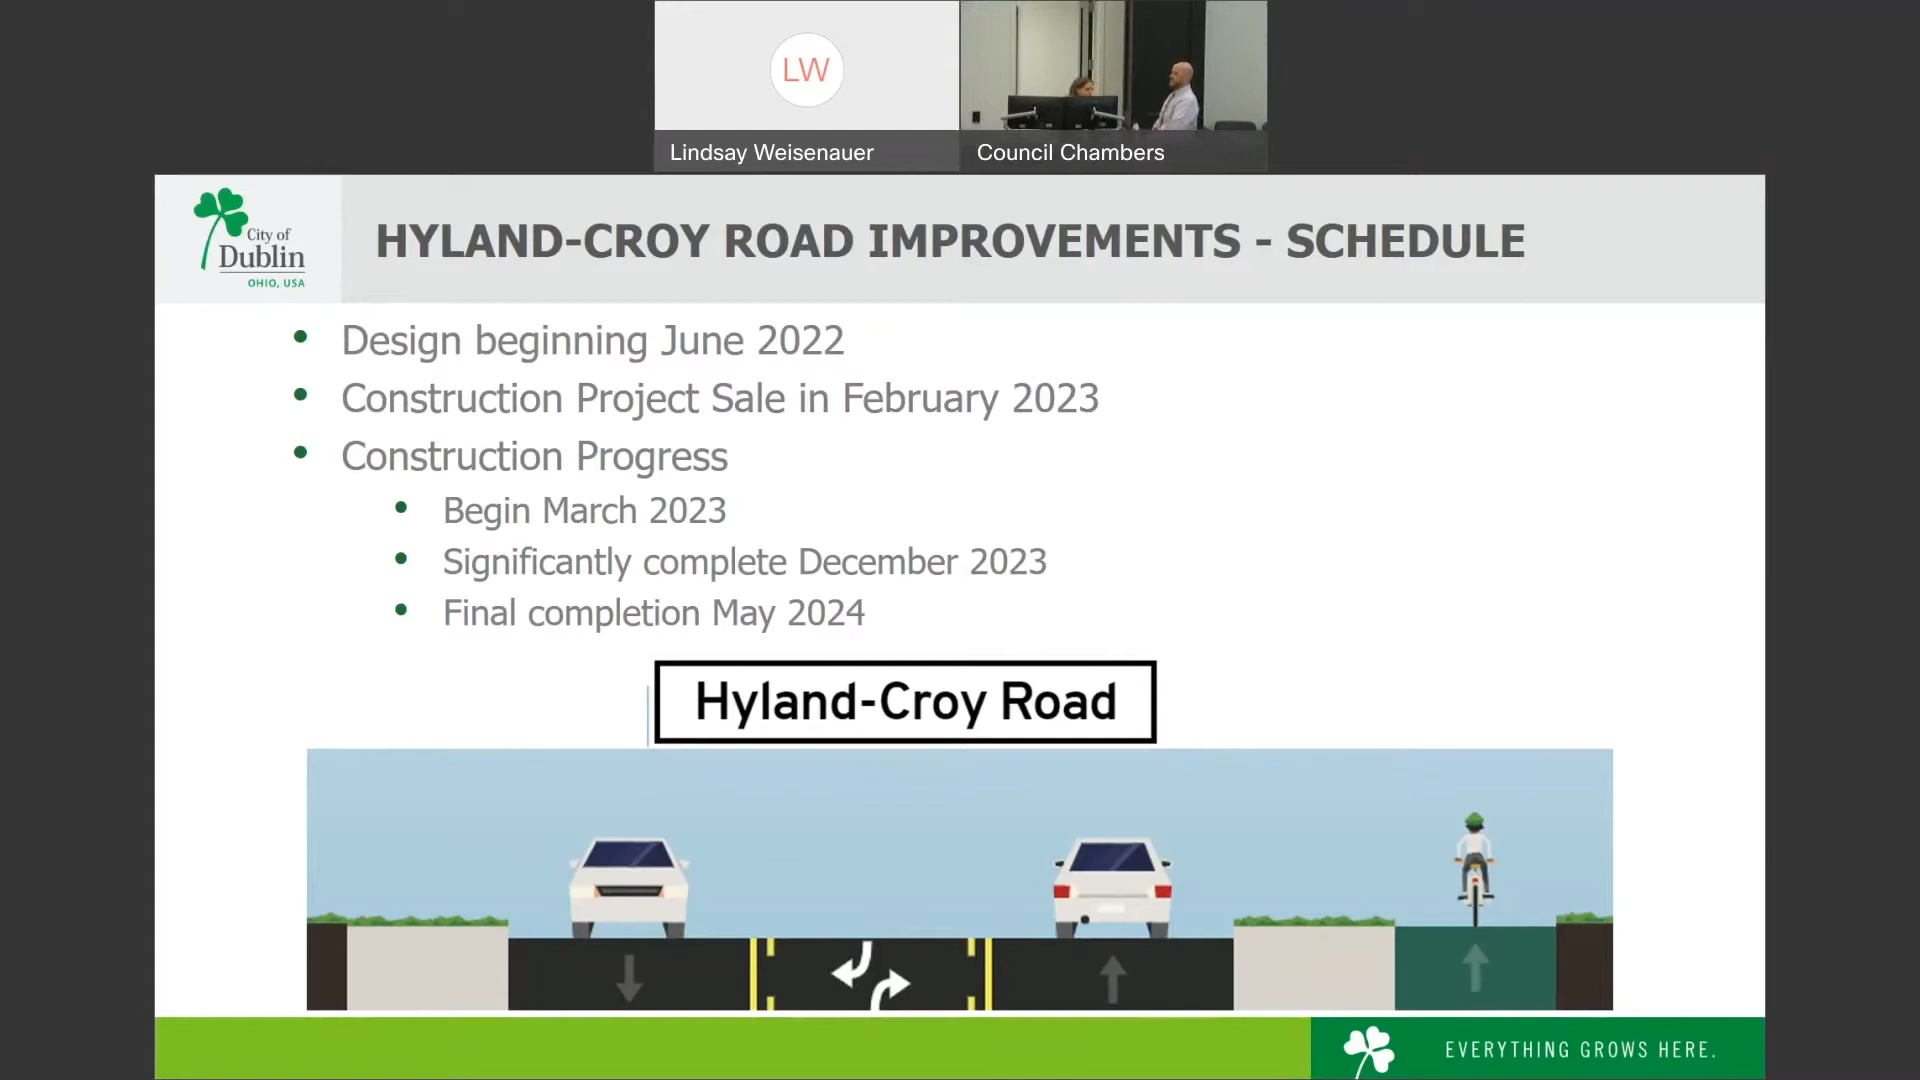 LW
Lindsay Weisenauer
Council Chambers
City of
Dublin
OHIO, USA
HYLAND-CROY ROAD IMPROVEMENTS - SCHEDULE
• Design beginning June 2022
• Construction Project Sale in February 2023
• Construction Progress
• Begin March 2023
• Significantly complete December 2023
• Final completion May 2024
Hyland-Croy Road
EVERYTHING GROWS HERE.